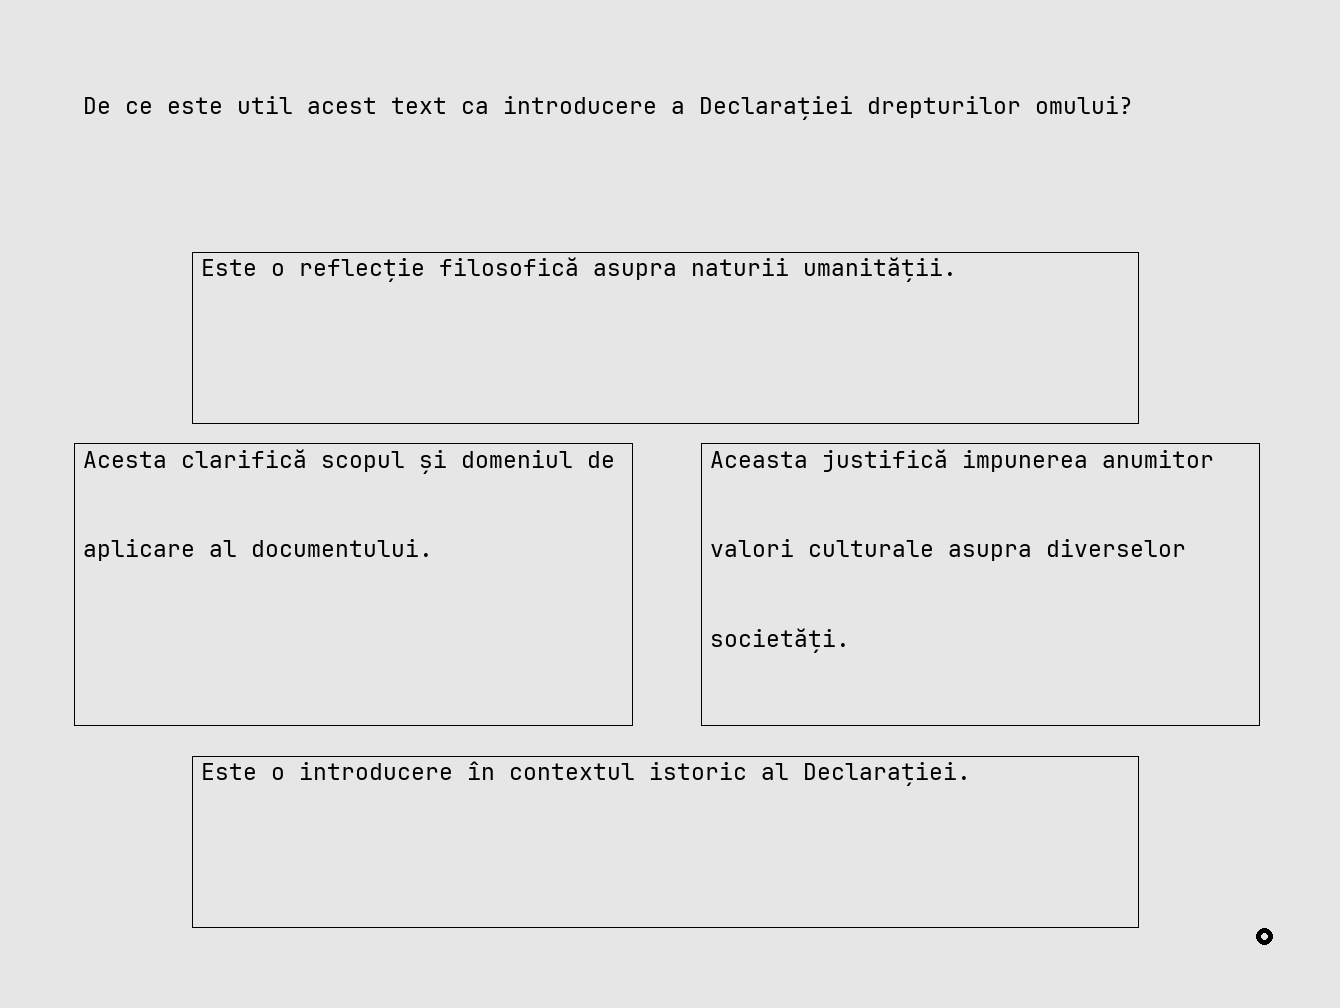 De ce este util acest text ca introducere a Declarației drepturilor omului?
Este o reflecție filosofică asupra naturii umanității.
Acesta clarifică scopul și domeniul de
aplicare al documentului.
Aceasta justifică impunerea anumitor
valori culturale asupra diverselor
societăți.
Este o introducere în contextul istoric al Declarației.